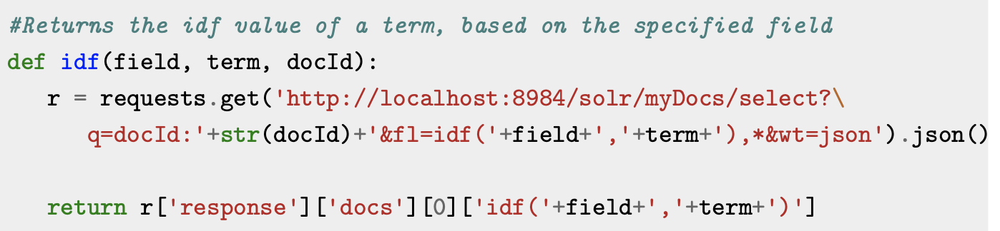 #Returns the idf value of a term, based on the specified field
def idf(field, term, docId):
   r = requests.get('http://localhost:8984/solr/myDocs/select?\
      q=docId:'+str(docId)+'&fl=idf('+field+','+term+'),*&wt=json').json()
   return r['response']['docs'][0]['idf('+field+','+term+')']